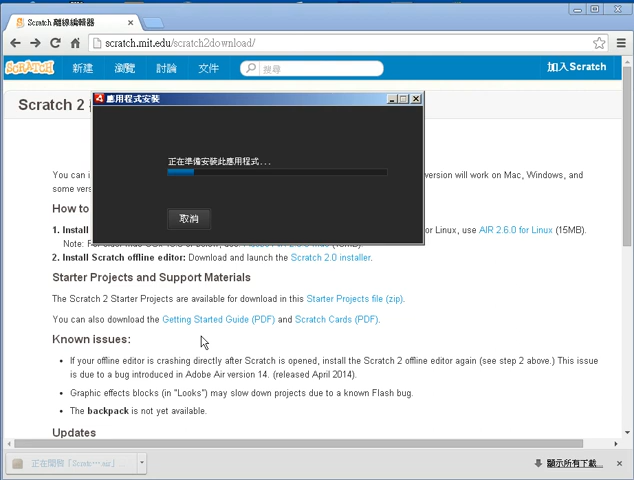 Scratch 離線編輯器
scratch.mit.edu/scratch2download/
SCRATCH 新建 瀏覽 討論 文件 搜尋 加入Scratch
Scratch 2
應用程式安裝
正在準備安裝此應用程式...
取消
You can i
version will work on Mac, Windows, and
some vers
How to
1. Install
or Linux, use AIR 2.6.0 for Linux (15MB).
2. Install Scratch offline editor: Download and launch the Scratch 2.0 installer.
Starter Projects and Support Materials
The Scratch 2 Starter Projects are available for download in this Starter Projects file (zip).
You can also download the Getting Started Guide (PDF) and Scratch Cards (PDF).
Known issues:
If your offline editor is crashing directly after Scratch is opened, install the Scratch 2 offline editor again (see step 2 above.) This issue
is due to a bug introduced in Adobe Air version 14. (released April 2014).
Graphic effects blocks (in "Looks") may slow down projects due to a known Flash bug.
The backpack is not yet available.
Updates
正在開啟「Scratc
顯示所有下載...